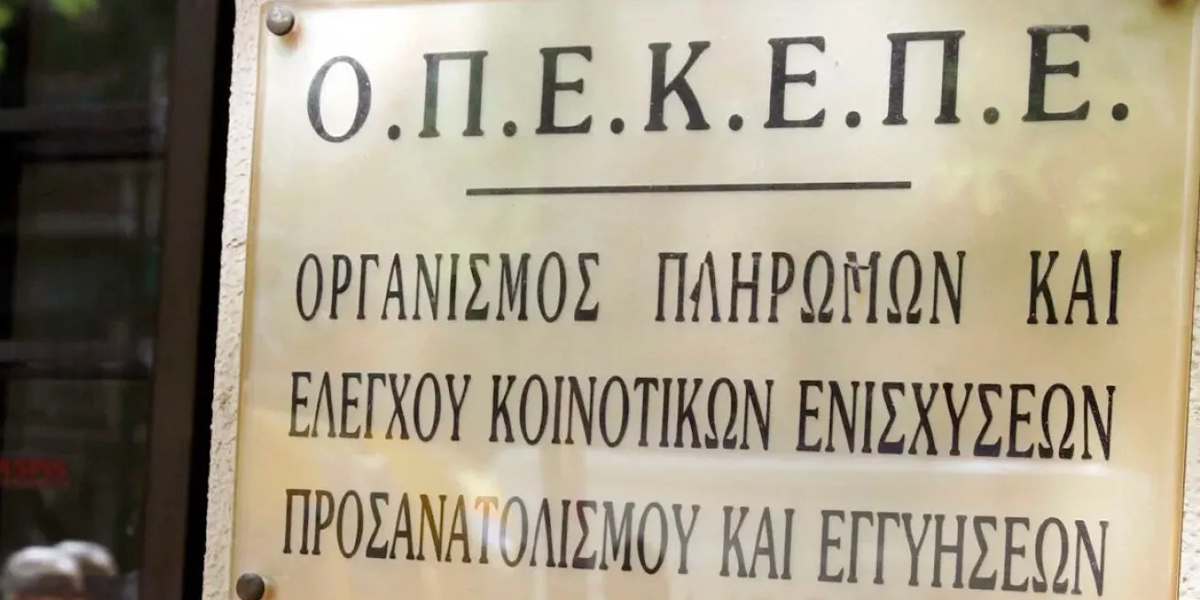 Ο.Π.Ε.Κ.Ε.Π.Ε.
ΟΡΓΑΝΙΣΜΟΣ ΠΛΗΡΩΜΩΝ ΚΑΙ
ΕΛΕΓΧΟΥ ΚΟΙΝΟΤΙΚΩΝ ΕΝΙΣΧΥΣΕΩΝ
ΠΡΟΣΑΝΑΤΟΛΙΣΜΟΥ ΚΑΙ ΕΓΓΥΗΣΕΩΝ